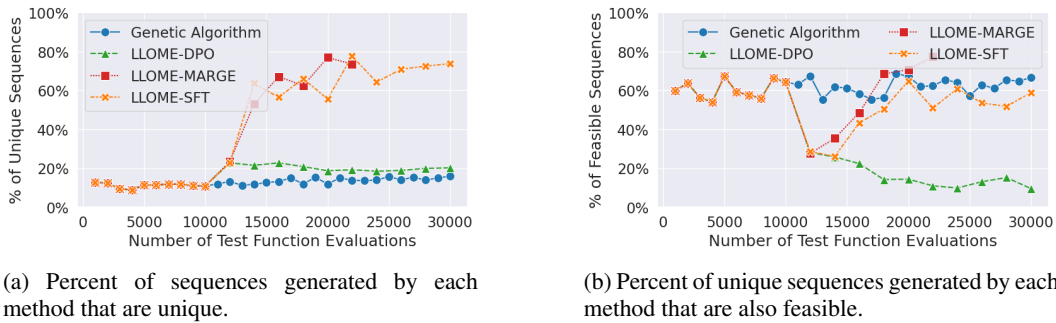 100%
80%
60%
40%
20%
0%
% of Unique Sequences
Genetic Algorithm
LLOME-DPO
LLOME-MARGE
LLOME-SFT
0 5000 10000 15000 20000 25000 30000
Number of Test Function Evaluations
(a) Percent of sequences generated by each
method that are unique.
100%
80%
60%
40%
20%
0%
% of Feasible Sequences
Genetic Algorithm
LLOME-DPO
LLOME-MARGE
LLOME-SFT
0 5000 10000 15000 20000 25000 30000
Number of Test Function Evaluations
(b) Percent of unique sequences generated by each
method that are also feasible.